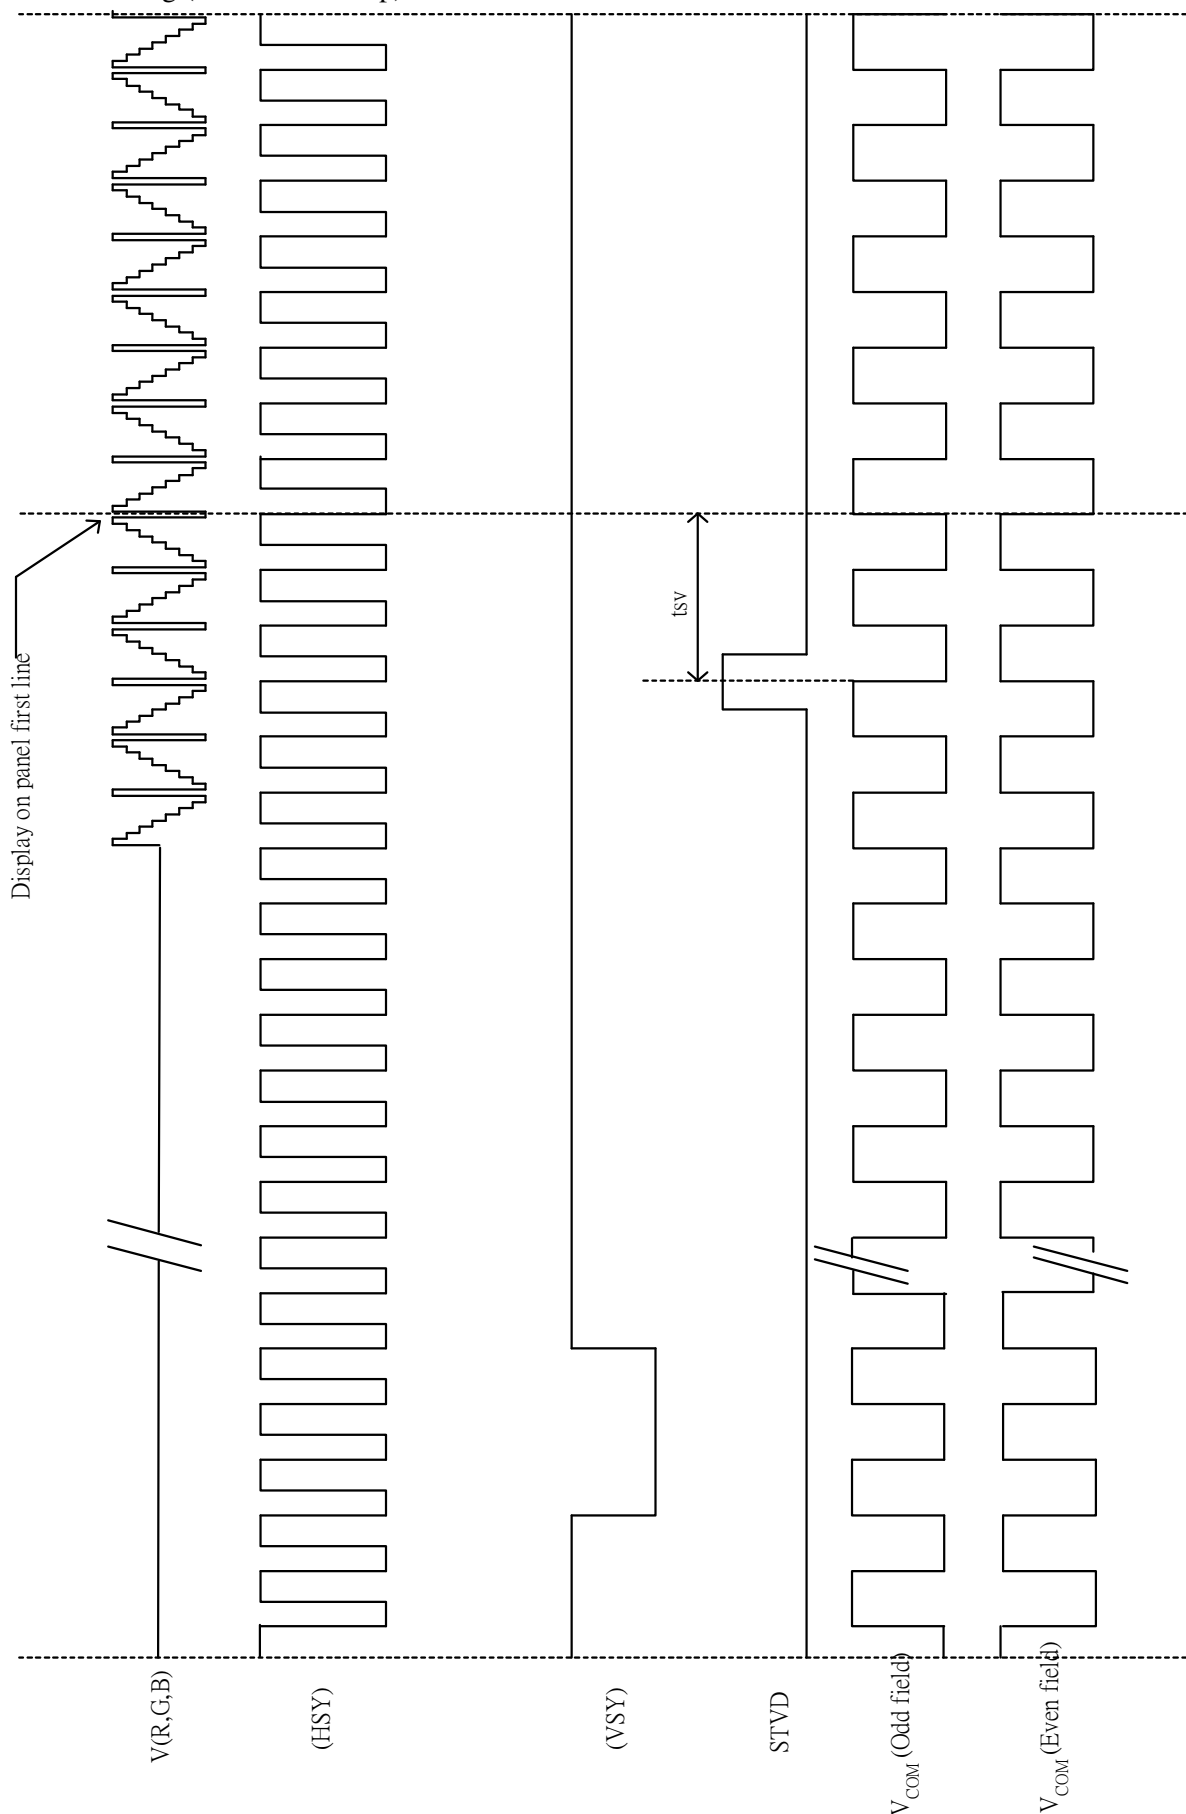 Display on panel first line
tsv
V(R,G,B)
(HSY)
(VSY)
STVD
VCOM (Odd field)
VCOM (Even field)